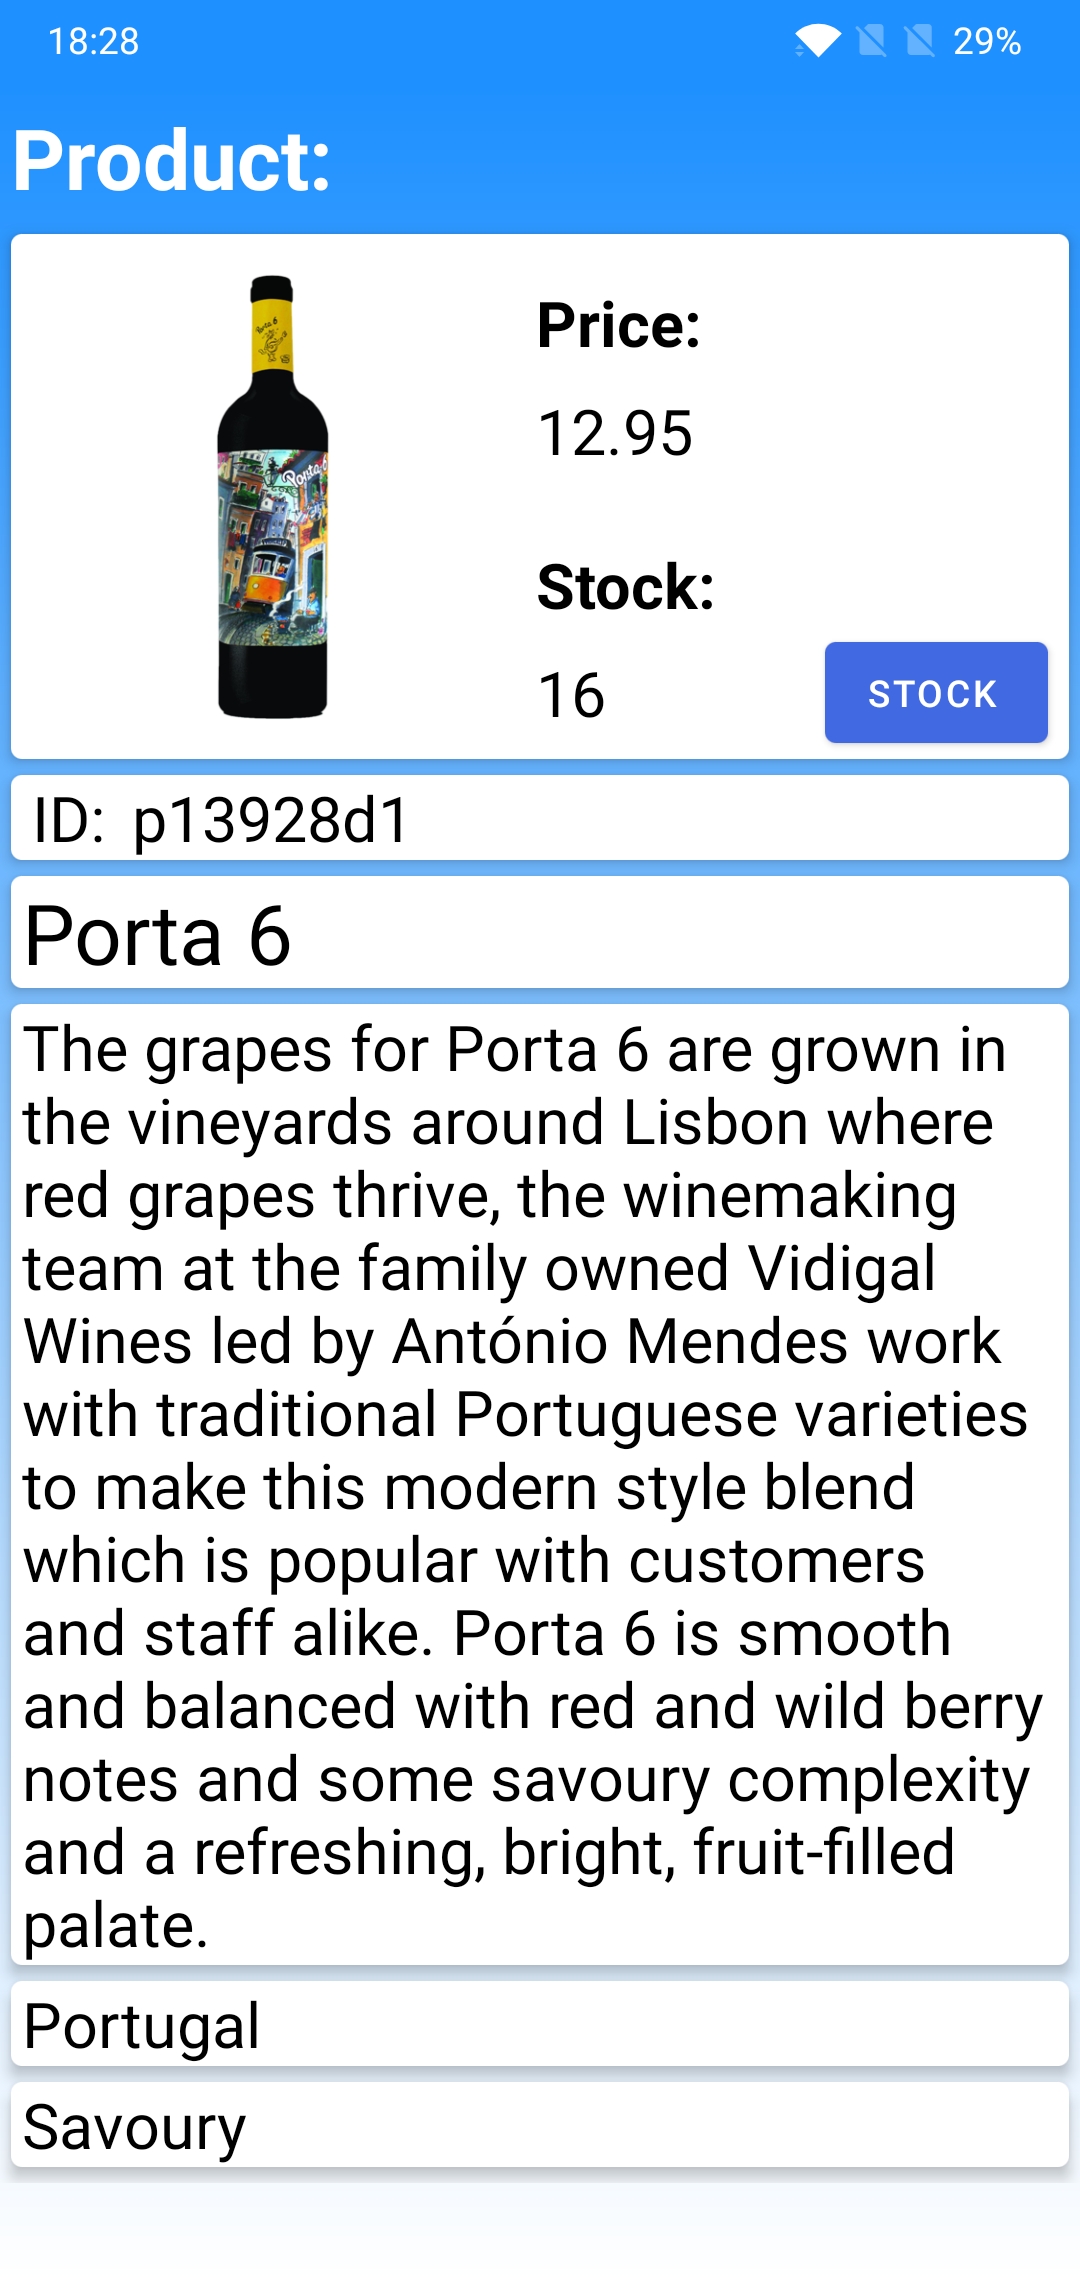 18:28
29%
Product:
Porta 6
Porta 6
Price:
12.95
Stock:
16
STOCK
ID: p13928d1
Porta 6
The grapes for Porta 6 are grown in
the vineyards around Lisbon where
red grapes thrive, the winemaking
team at the family owned Vidigal
Wines led by António Mendes work
with traditional Portuguese varieties
to make this modern style blend
which is popular with customers
and staff alike. Porta 6 is smooth
and balanced with red and wild berry
notes and some savoury complexity
and a refreshing, bright, fruit-filled
palate.
Portugal
Savoury